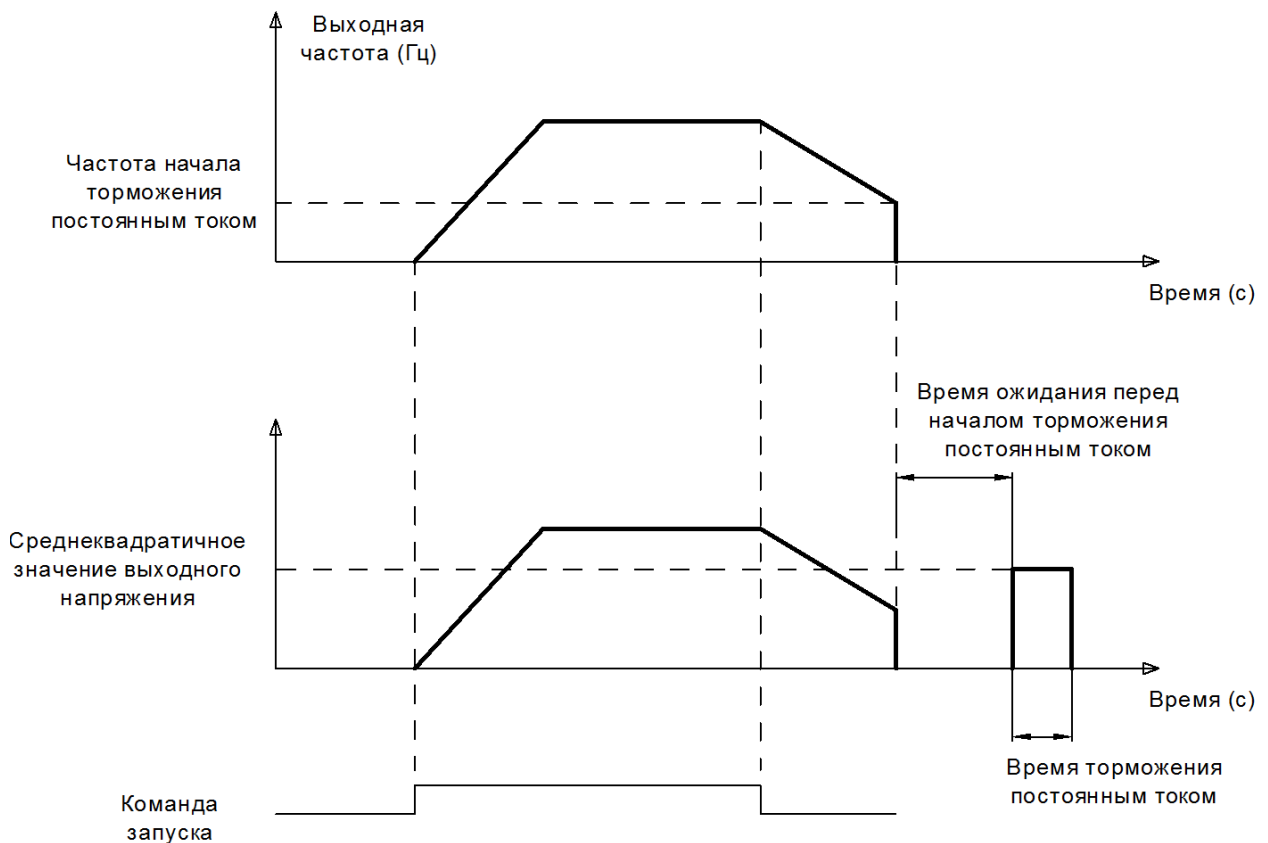 Выходная
частота (Гц)
Частота начала
торможения
постоянным током
Время (с)
Время ожидания перед
началом торможения
постоянным током
Среднеквадратичное
значение выходного
напряжения
Время (с)
Время торможения
постоянным током
Команда
запуска